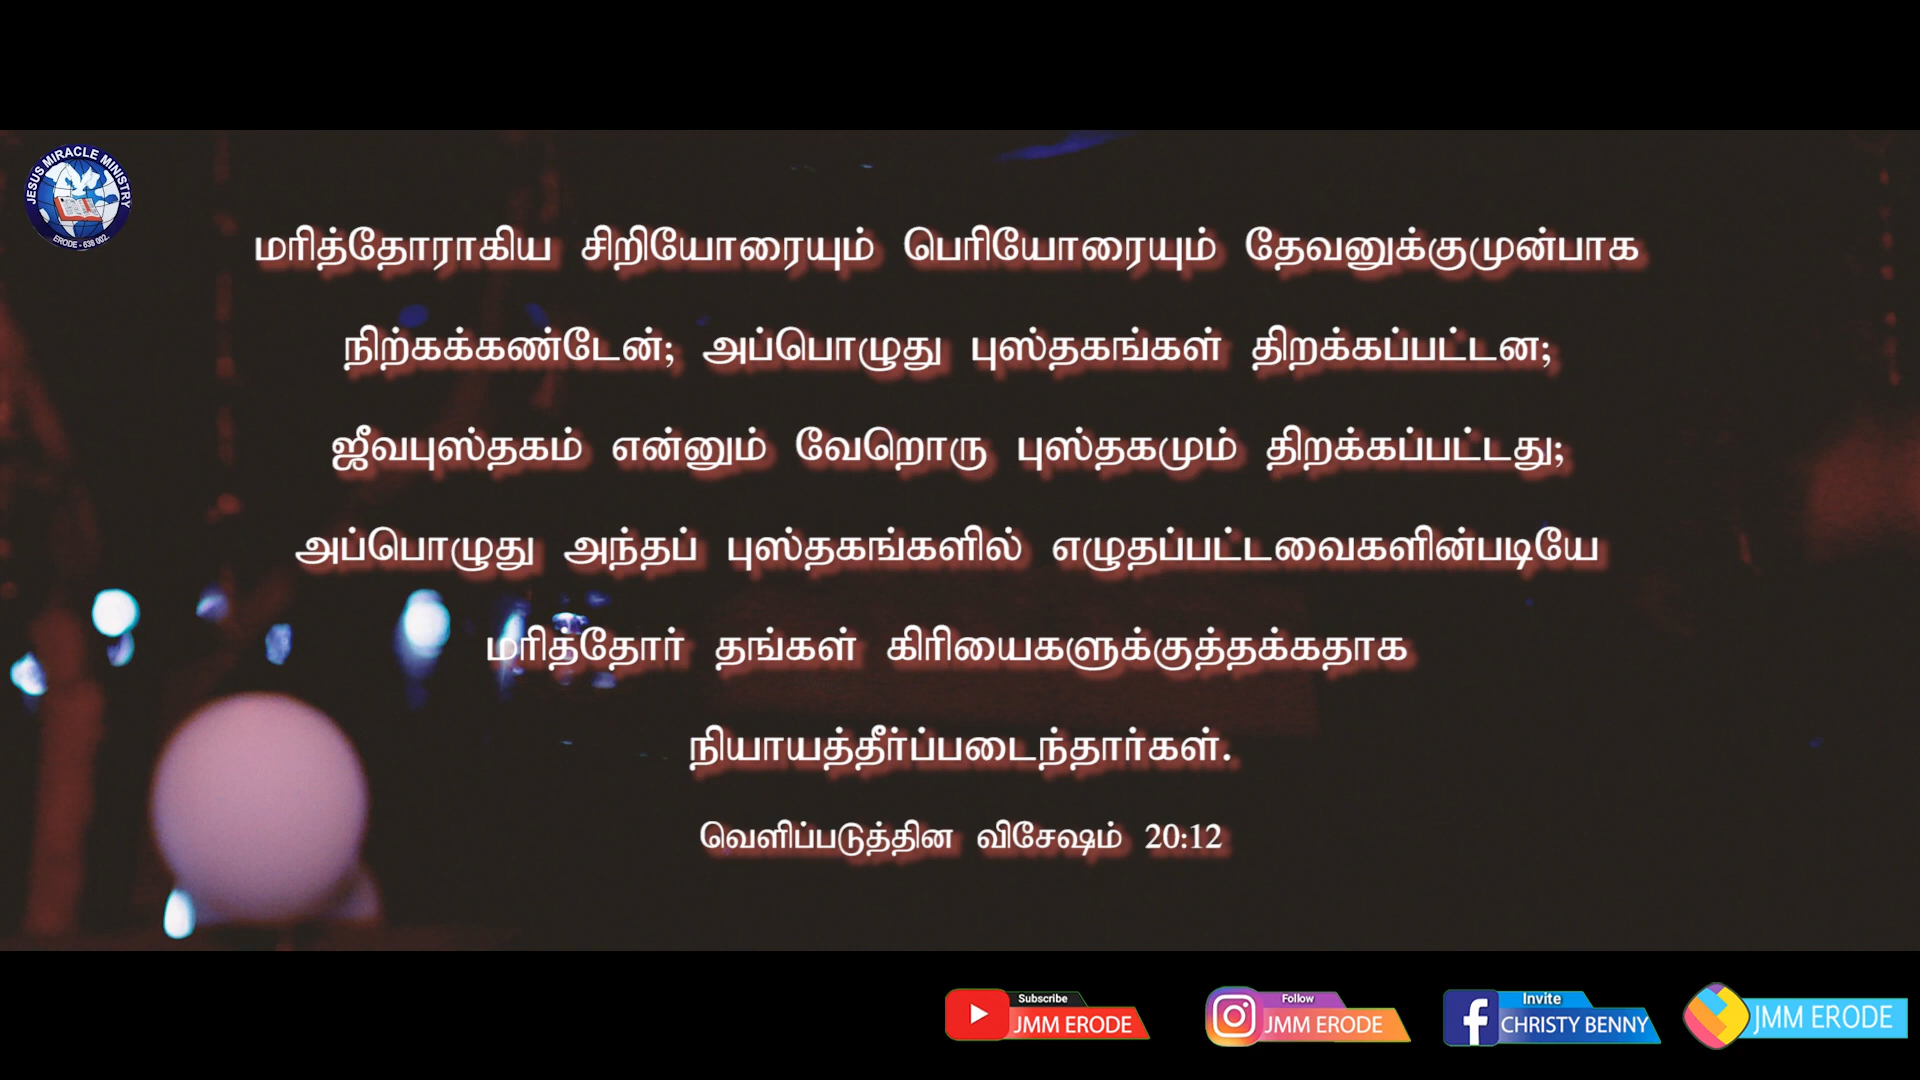 JESUS MIRACLE MINISTRY
ERODE - 638 002.
மரித்தோராகிய சிறியோரையும் பெரியோரையும் தேவனுக்குமுன்பாக
நிற்கக்கண்டேன்; அப்பொழுது புஸ்தகங்கள் திறக்கப்பட்டன;
ஜீவபுஸ்தகம் என்னும் வேறொரு புஸ்தகமும் திறக்கப்பட்டது;
அப்பொழுது அந்தப் புஸ்தகங்களில் எழுதப்பட்டவைகளின்படியே
மரித்தோர் தங்கள் கிரியைகளுக்குத்தக்கதாக
நியாயத்தீர்ப்படைந்தார்கள்.
வெளிப்படுத்தின விசேஷம் 20:12
Subscribe
JMM ERODE
Follow
JMM ERODE
Invite
CHRISTY BENNY
JMM ERODE